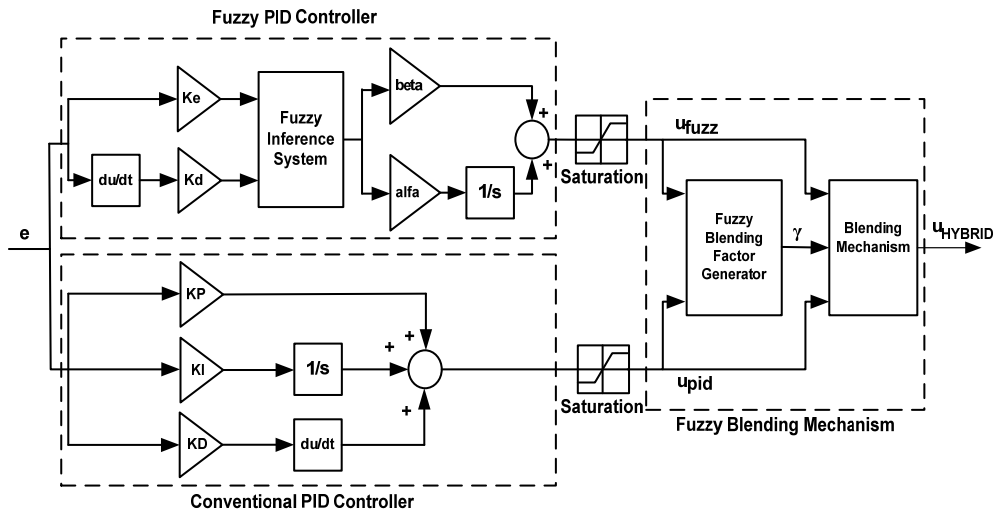 Fuzzy PID Controller
Ke
du/dt
Kd
Fuzzy
Inference
System
beta
alfa
1/s
+
+
Saturation
ufuzz
Fuzzy
Blending
Factor
Generator
γ
Blending
Mechanism
uHYBRID
e
KP
KI
1/s
KD
du/dt
+
+
+
Saturation
upid
Fuzzy Blending Mechanism
Conventional PID Controller